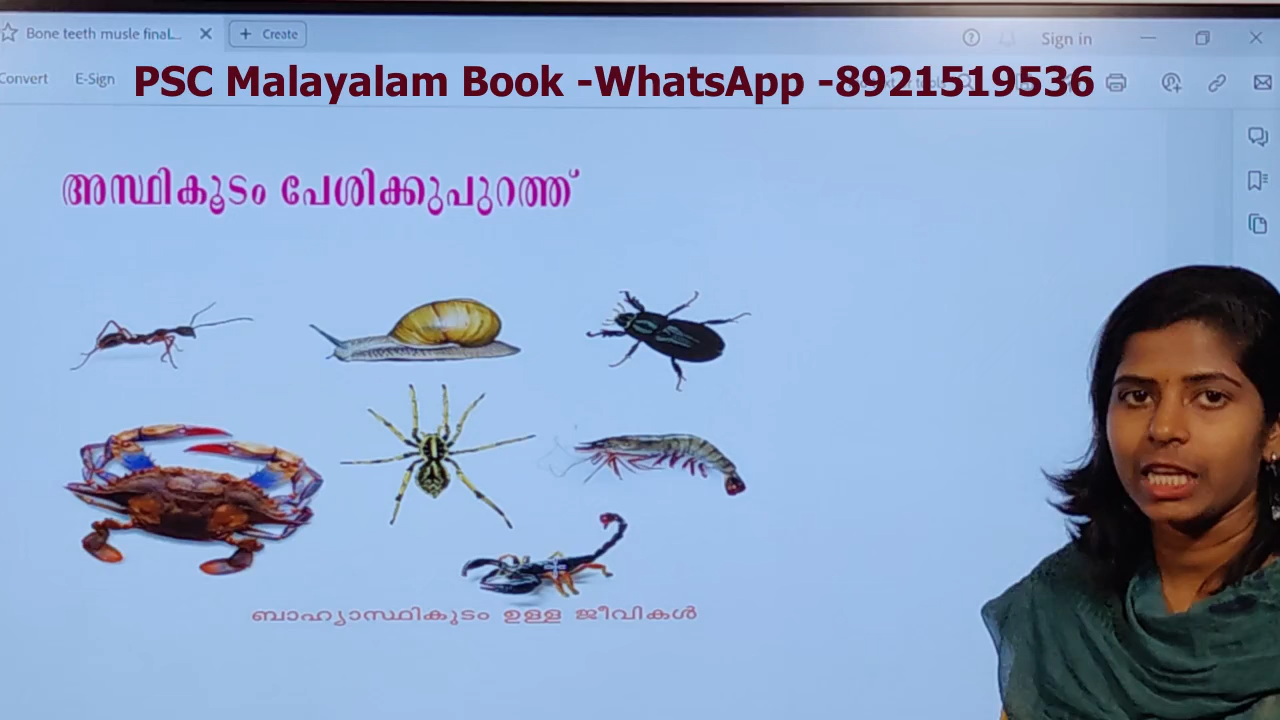 Bone teeth musle final...
Create
Sign in
Convert
E-Sign
PSC Malayalam Book -WhatsApp -8921519536
അസ്ഥികൂടം പേശിക്കുപുറത്ത്
ബാഹ്യാസ്ഥികൂടം ഉള്ള ജീവികൾ